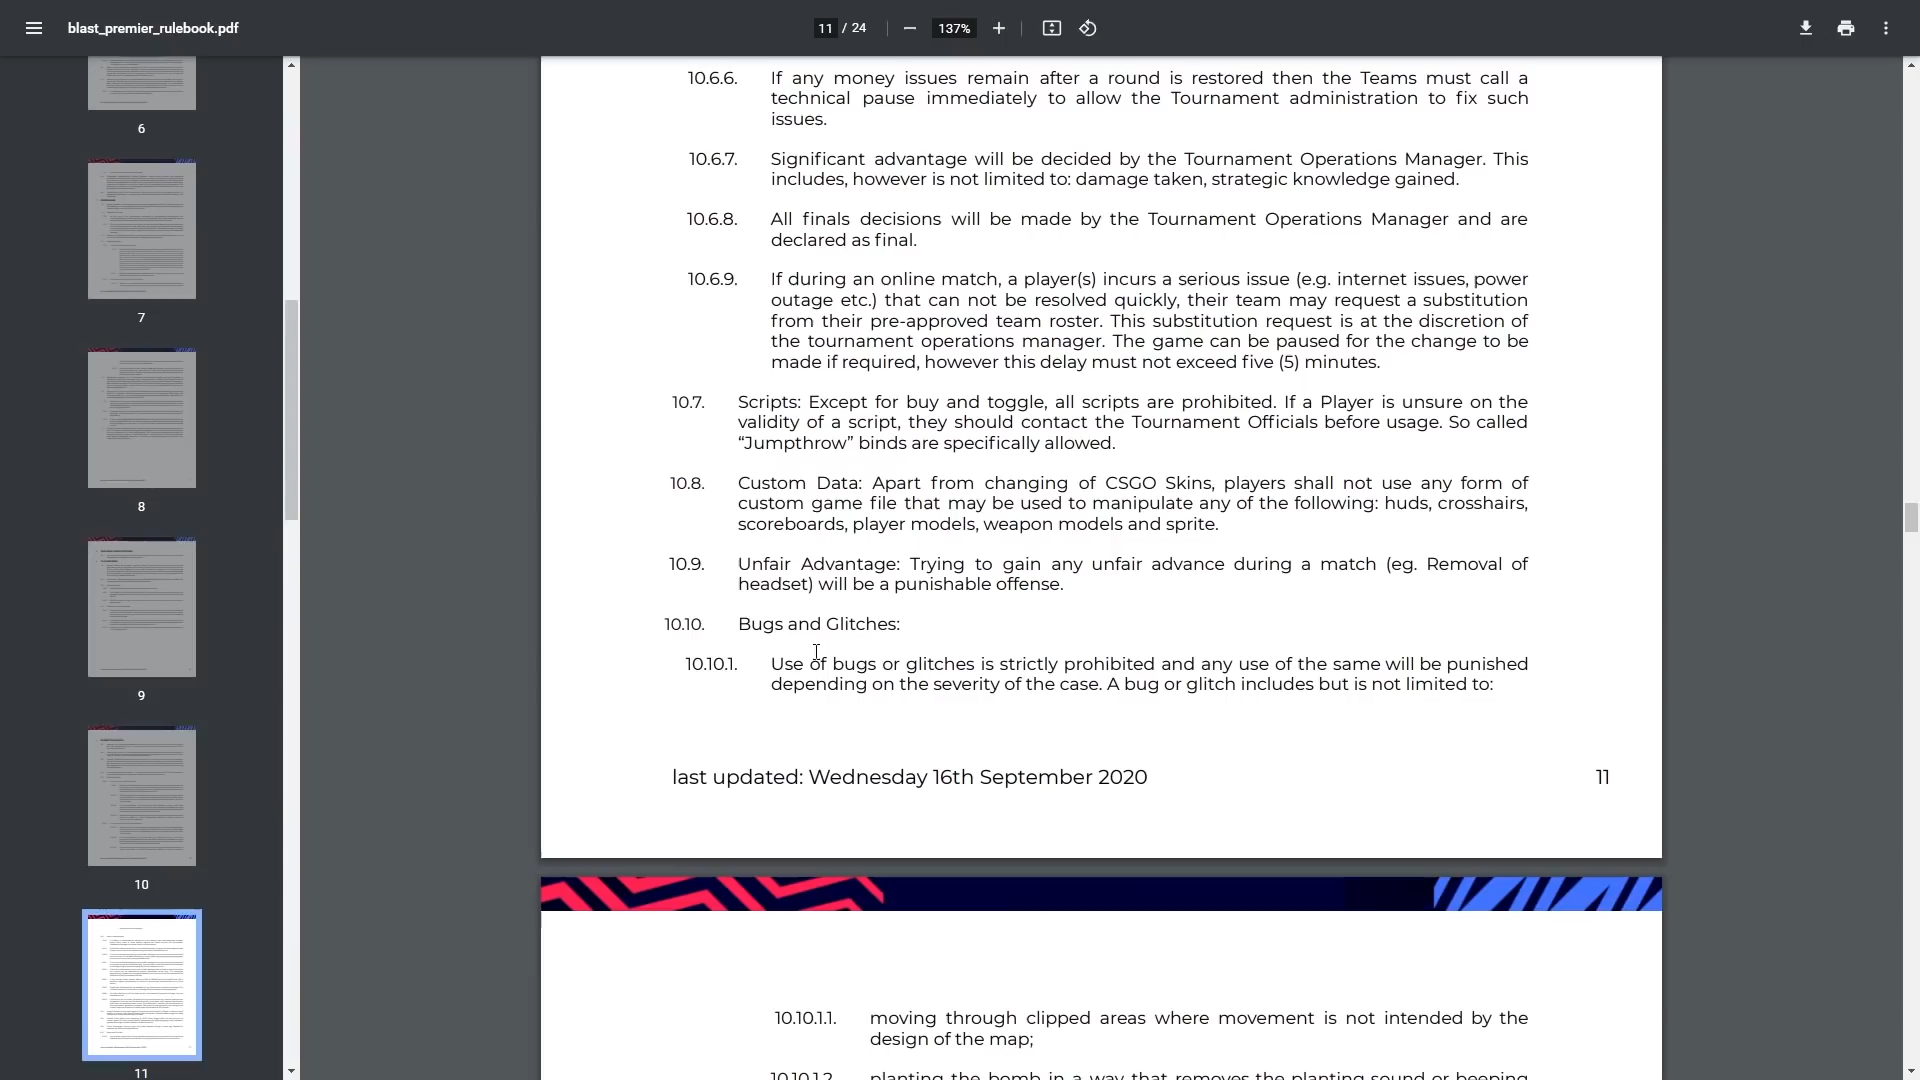 blast_premier_rulebook.pdf
11 / 24
137%
6
7
8
9
10
11
10.6.6. If any money issues remain after a round is restored then the Teams must call a
technical pause immediately to allow the Tournament administration to fix such
issues.
10.6.7. Significant advantage will be decided by the Tournament Operations Manager. This
includes, however is not limited to: damage taken, strategic knowledge gained.
10.6.8. All finals decisions will be made by the Tournament Operations Manager and are
declared as final.
10.6.9. If during an online match, a player(s) incurs a serious issue (e.g. internet issues, power
outage etc.) that can not be resolved quickly, their team may request a substitution
from their pre-approved team roster. This substitution request is at the discretion of
the tournament operations manager. The game can be paused for the change to be
made if required, however this delay must not exceed five (5) minutes.
10.7. Scripts: Except for buy and toggle, all scripts are prohibited. If a Player is unsure on the
validity of a script, they should contact the Tournament Officials before usage. So called
“Jumpthrow” binds are specifically allowed.
10.8. Custom Data: Apart from changing of CSGO Skins, players shall not use any form of
custom game file that may be used to manipulate any of the following: huds, crosshairs,
scoreboards, player models, weapon models and sprite.
10.9. Unfair Advantage: Trying to gain any unfair advance during a match (eg. Removal of
headset) will be a punishable offense.
10.10. Bugs and Glitches:
10.10.1. Use of bugs or glitches is strictly prohibited and any use of the same will be punished
depending on the severity of the case. A bug or glitch includes but is not limited to:
last updated: Wednesday 16th September 2020 11
10.10.1.1. moving through clipped areas where movement is not intended by the
design of the map;
10.10.1.2. planting the bomb in a way that removes the planting sound or beeping